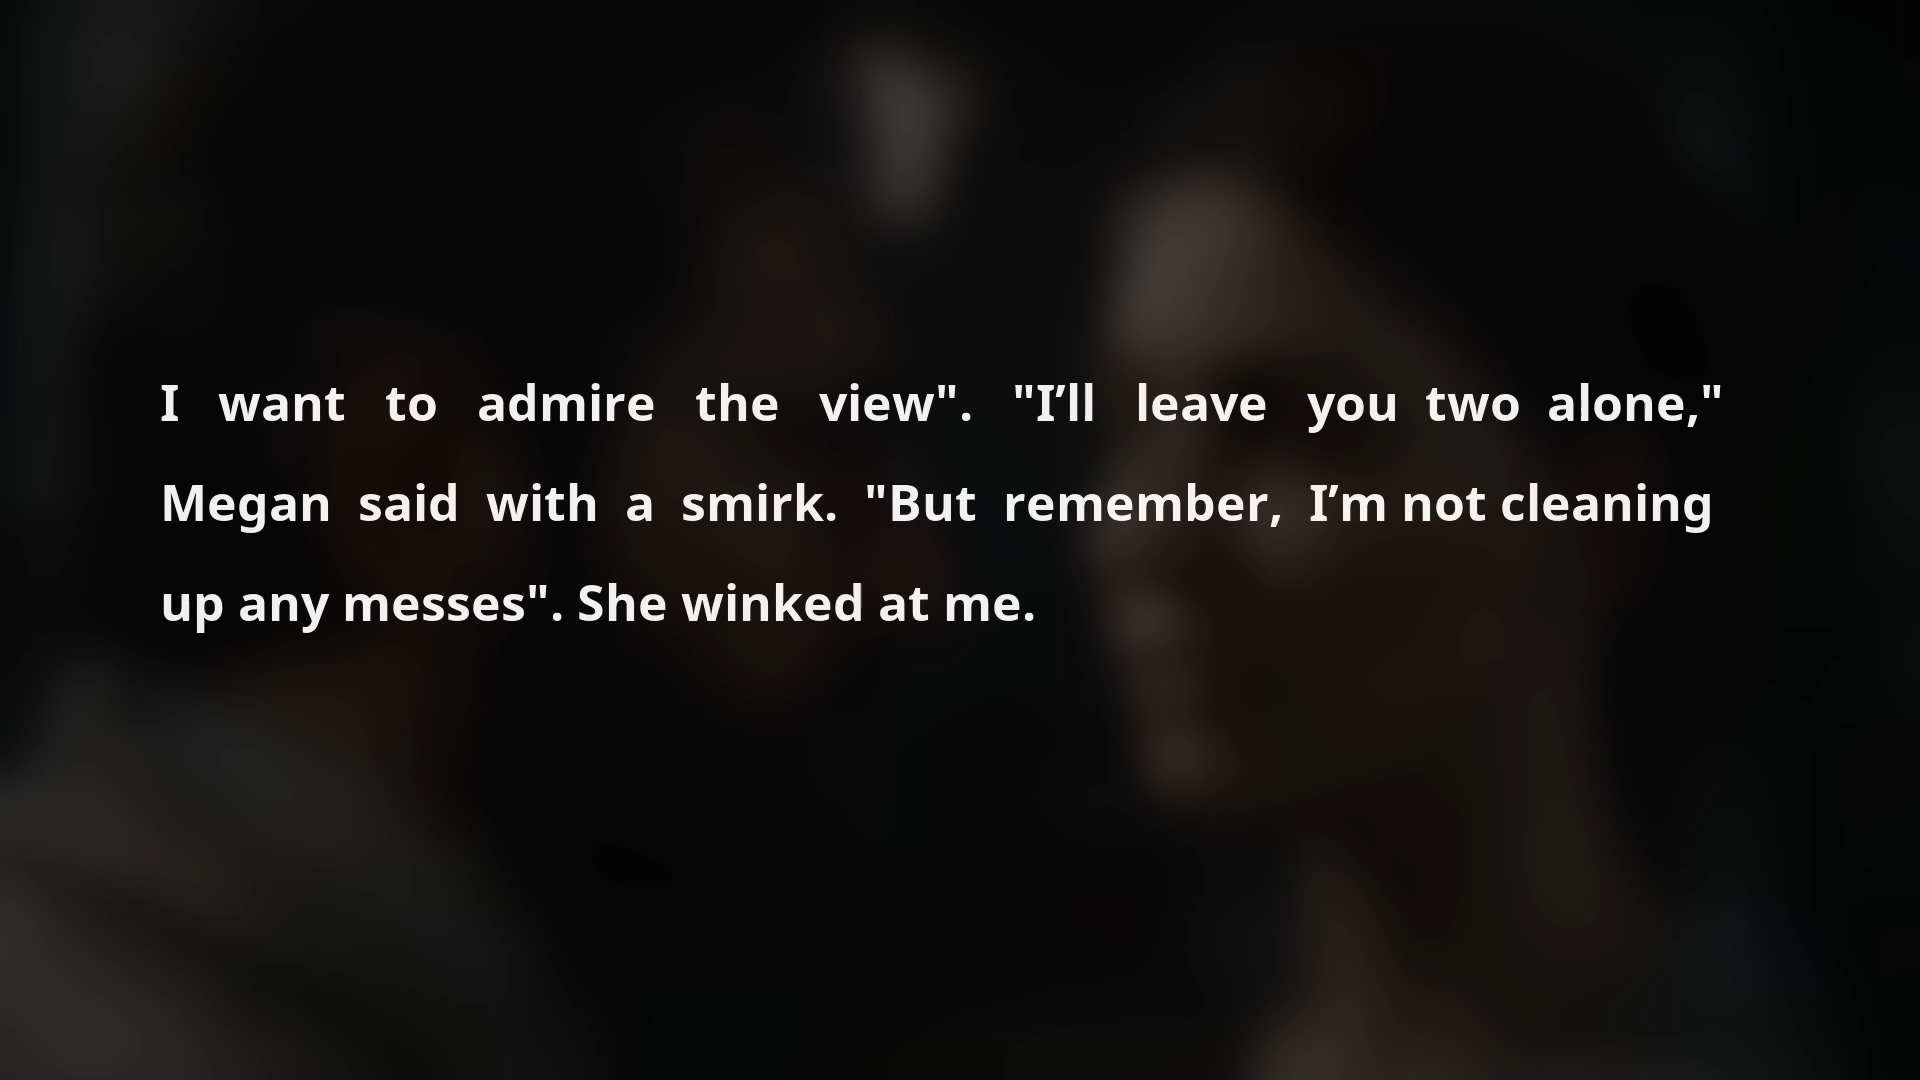 I want to admire the view". "I’ll leave you two alone,"
Megan said with a smirk. "But remember, I’m not cleaning
up any messes". She winked at me.